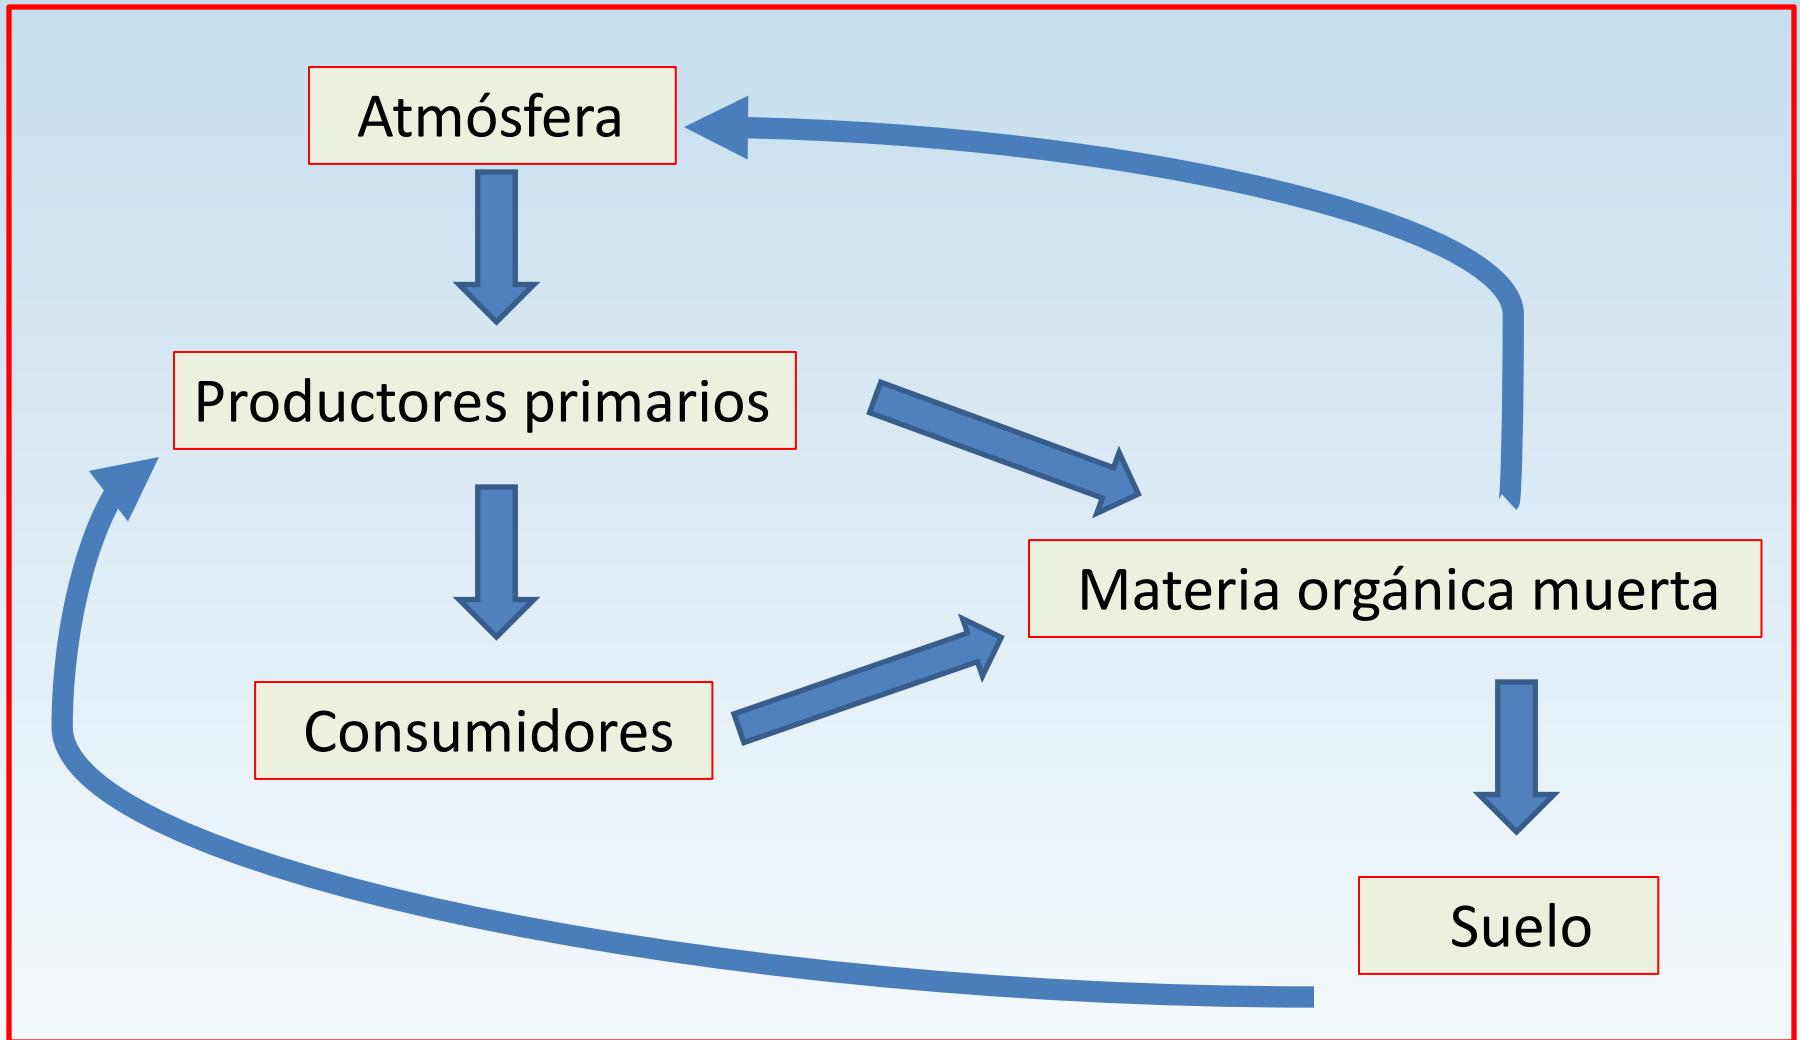 Atmósfera
Productores primarios
Materia orgánica muerta
Consumidores
Suelo